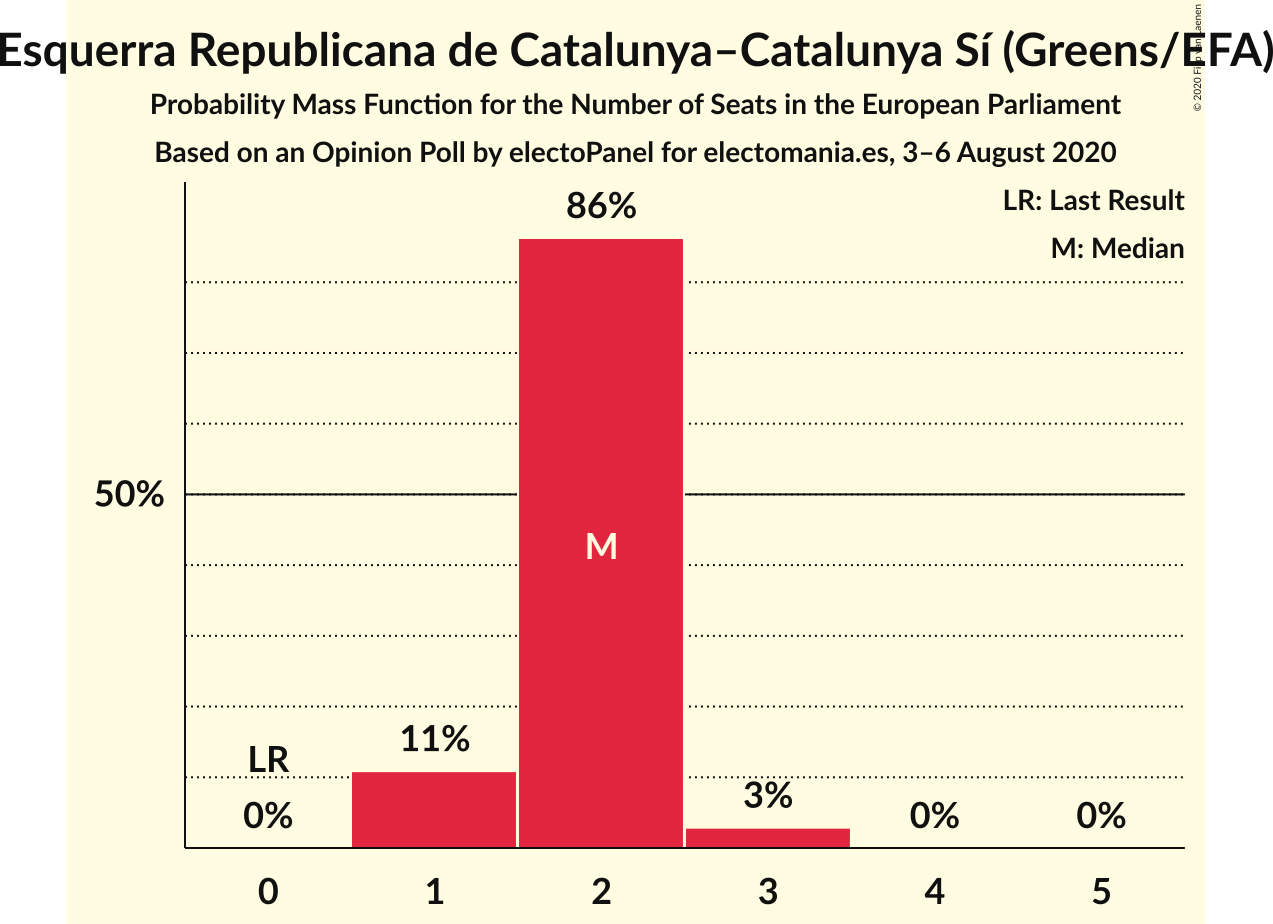 Esquerra Republicana de Catalunya–Catalunya Sí (Greens/EFA)
Probability Mass Function for the Number of Seats in the European Parliament
Based on an Opinion Poll by electoPanel for electomania.es, 3–6 August 2020
© 2020
LR: Last Result
M: Median
86%
50%
M
11%
LR
3%
0%
0%
0%
0 1 2 3 4 5